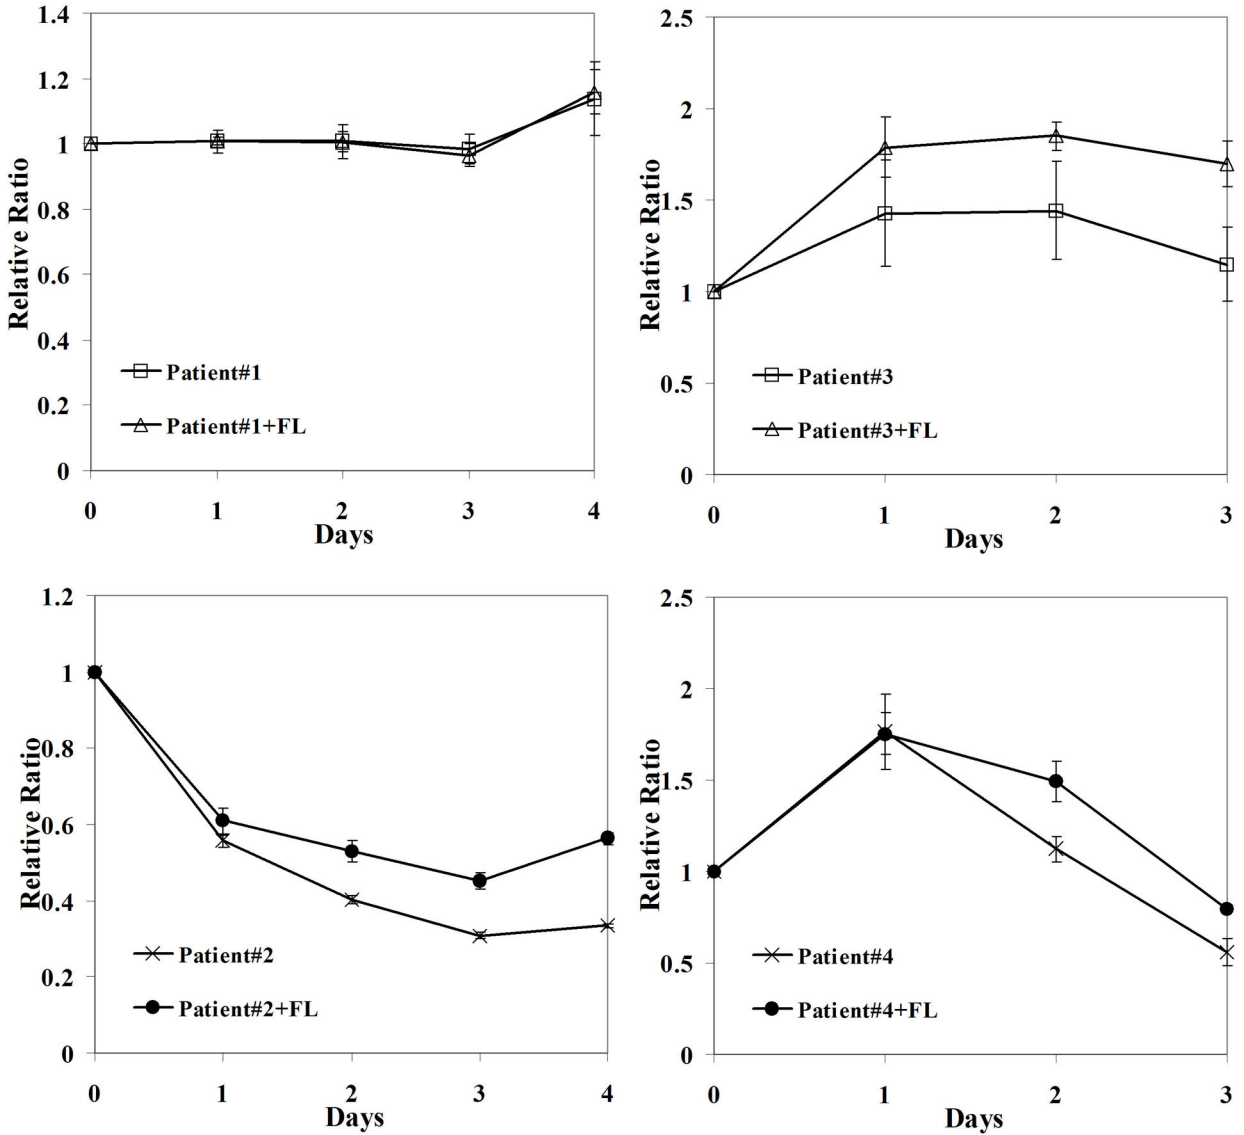 1.4
1.2
1
0.8
0.6
0.4
0.2
0
Relative Ratio
Patient#1
Patient#1+FL
0 1 2 3 4
Days
2.5
2
1.5
1
0.5
0
Relative Ratio
Patient#3
Patient#3+FL
0 1 2 3
Days
1.2
1
0.8
0.6
0.4
0.2
0
Relative Ratio
Patient#2
Patient#2+FL
0 1 2 3 4
Days
2.5
2
1.5
1
0.5
0
Relative Ratio
Patient#4
Patient#4+FL
0 1 2 3
Days